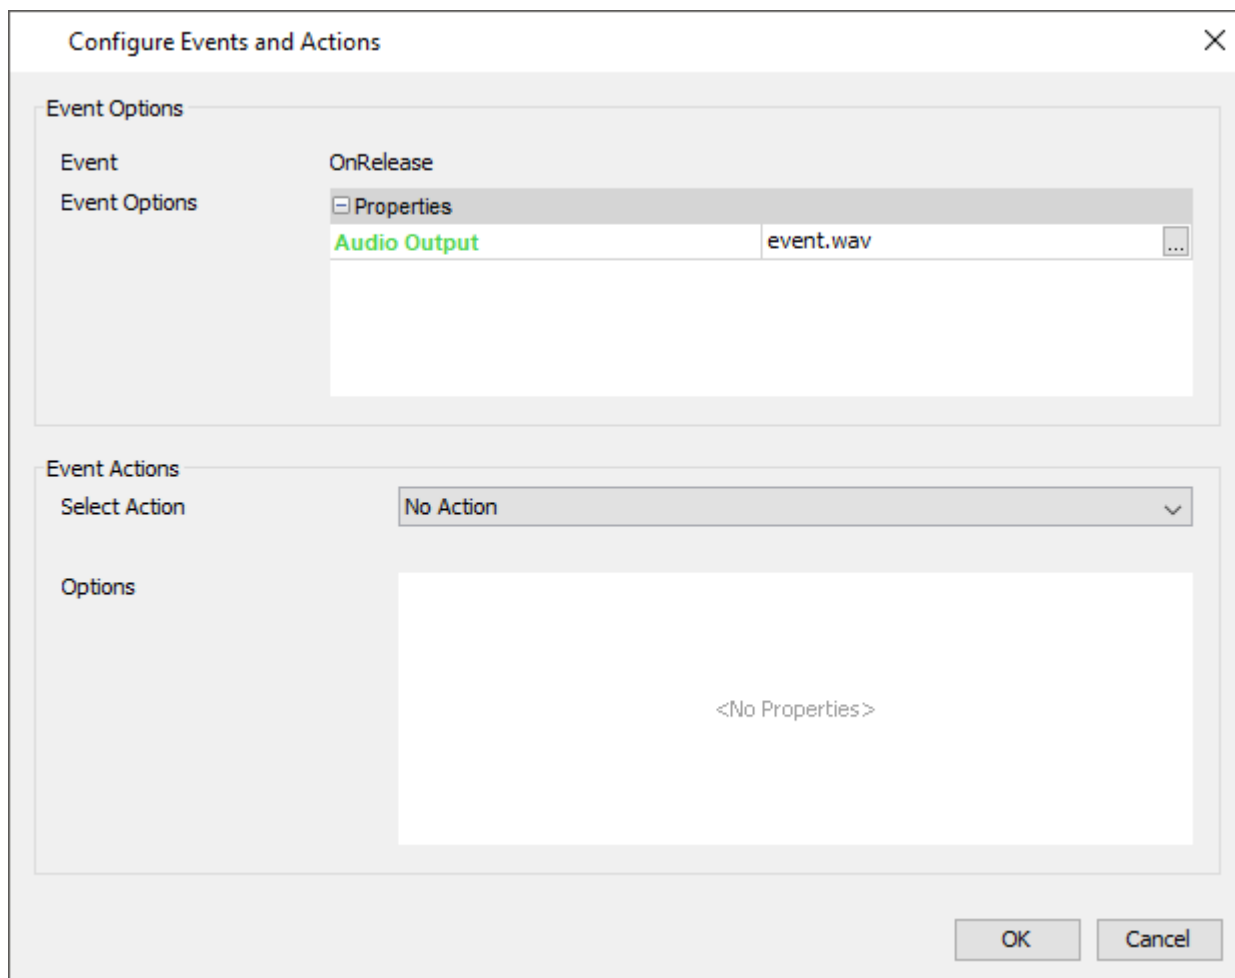 Configure Events and Actions
Event Options
Event OnRelease
Event Options
Properties
Audio Output event.wav ...
Event Actions
Select Action No Action
Options
<No Properties>
OK Cancel